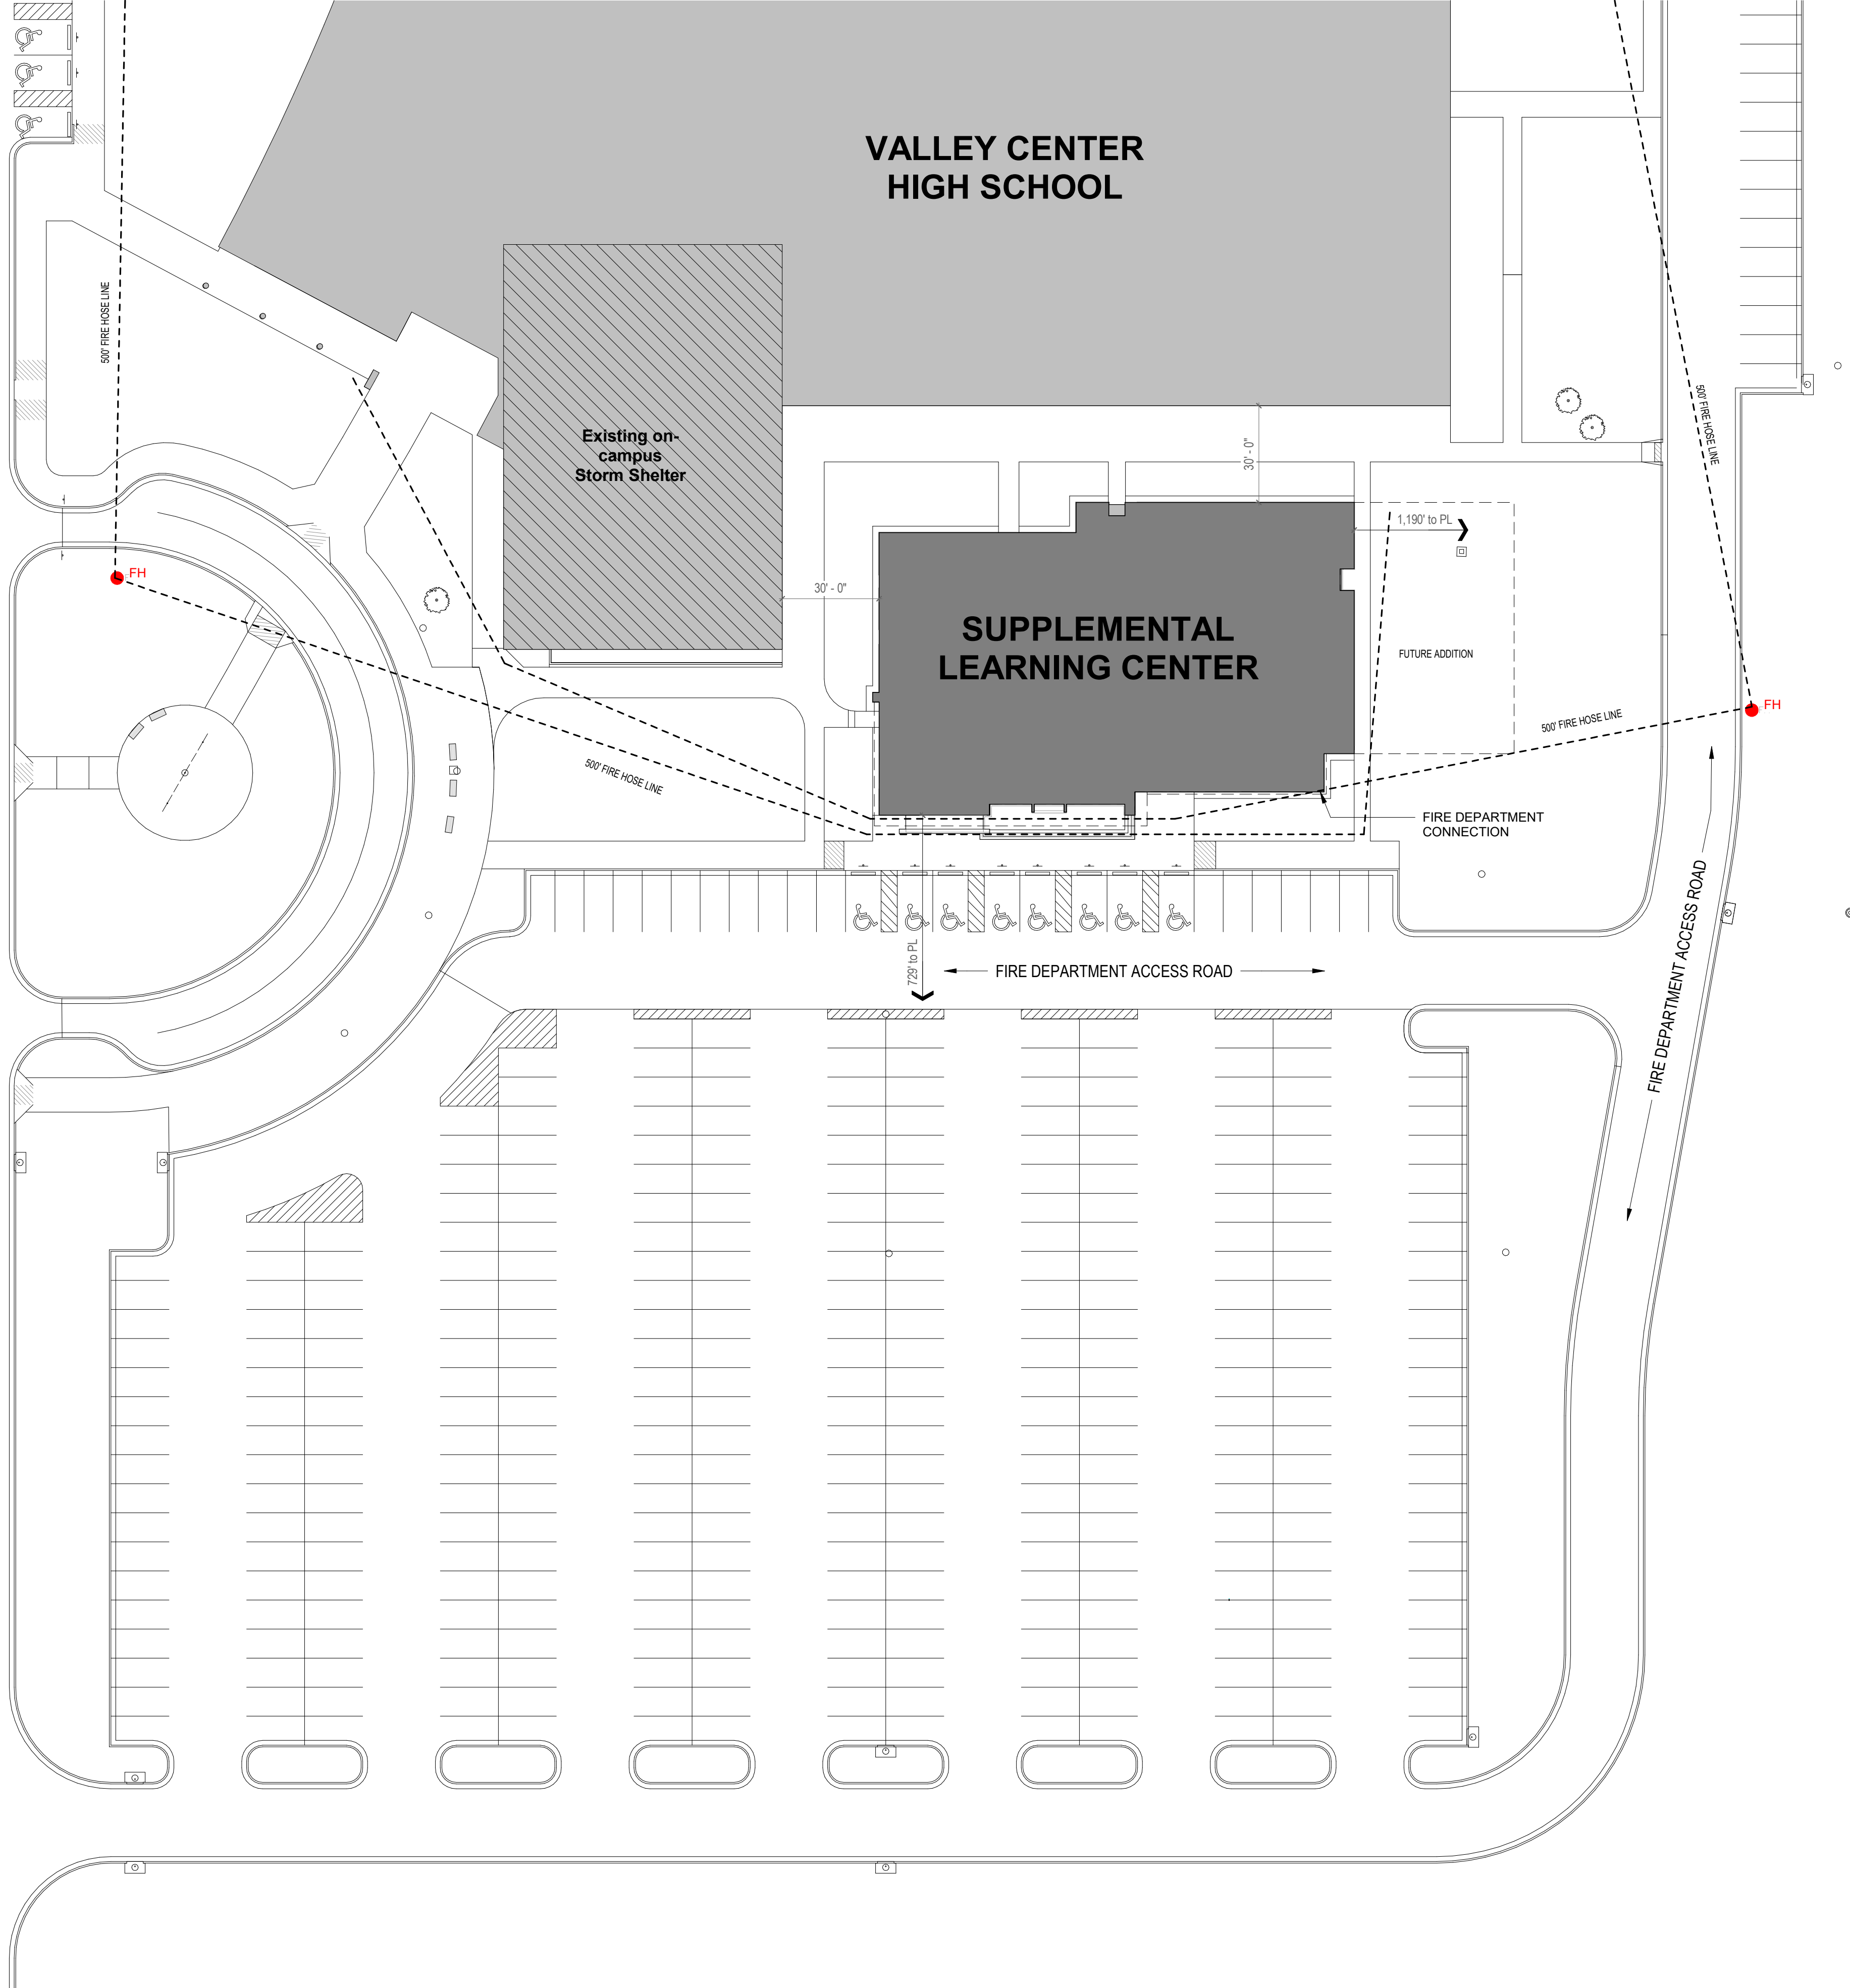 VALLEY CENTER
HIGH SCHOOL
500' FIRE HOSE LINE
500' FIRE HOSE LINE
Existing on-
campus
Storm Shelter
30' - 0"
1,190' to PL
FH
30' - 0"
SUPPLEMENTAL
LEARNING CENTER
FUTURE ADDITION
FH
500' FIRE HOSE LINE
500' FIRE HOSE LINE
FIRE DEPARTMENT
CONNECTION
729' to PL
FIRE DEPARTMENT ACCESS ROAD
FIRE DEPARTMENT ACCESS ROAD